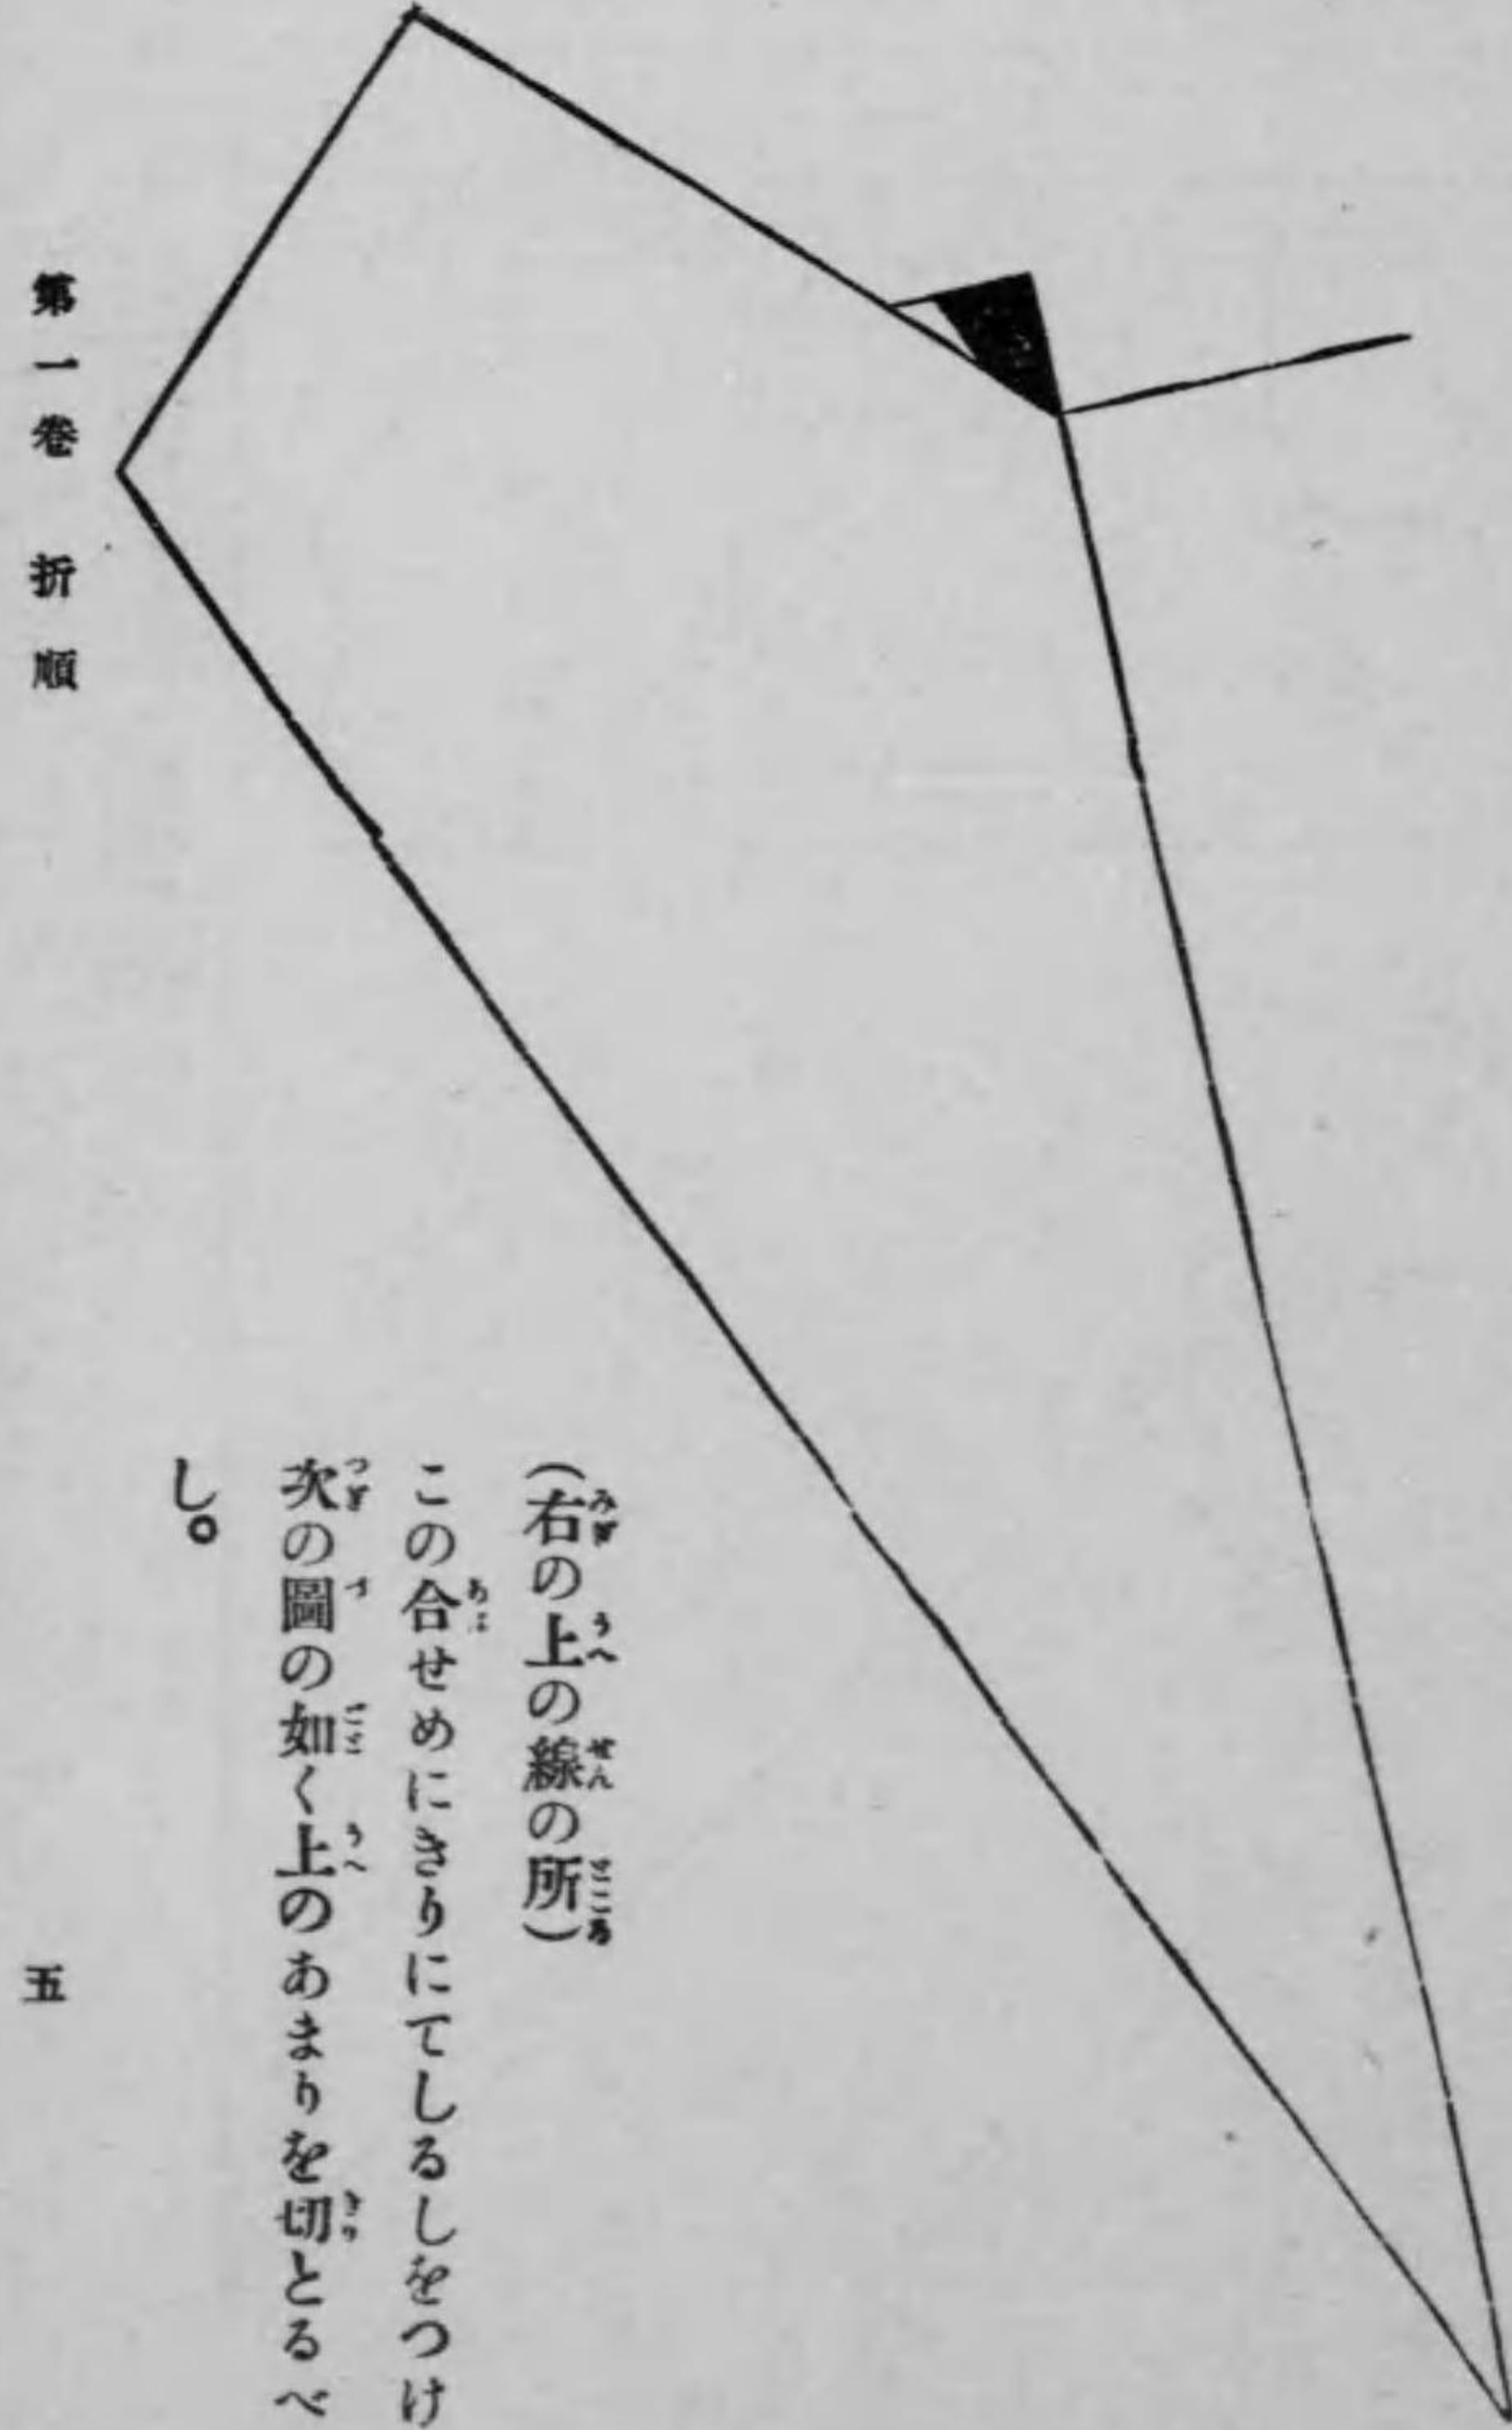 (右の上の線の所)
この合せめにきりにてしるしをつけ
次の圖の如く上のあまりを切とるべ
し。
第一卷 折順
五